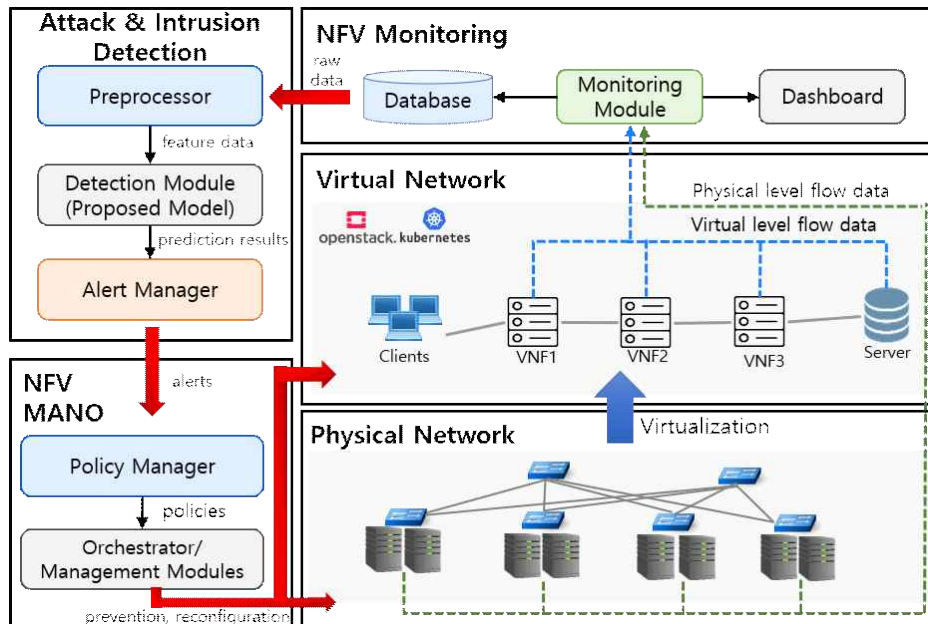 Attack & Intrusion
Detection
Preprocessor
feature data
Detection Module
(Proposed Model)
prediction results
Alert Manager
alerts
NFV
MANO
Policy Manager
policies
Orchestrator/
Management Modules
prevention, reconfiguration
NFV Monitoring
raw
data
Database
Monitoring
Module
Dashboard
Virtual Network
Physical level flow data
Virtual level flow data
openstack.
kubernetes
Clients
VNF1
VNF2
VNF3
Server
Virtualization
Physical Network